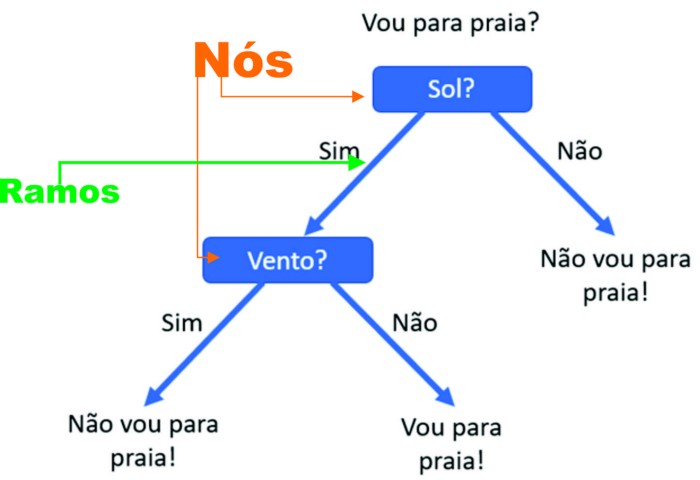 Vou para praia?
Nós
Sol?
Sim
Não
Ramos
Vento?
Não vou para
praia!
Sim
Não
Não vou para
praia!
Vou para
praia!